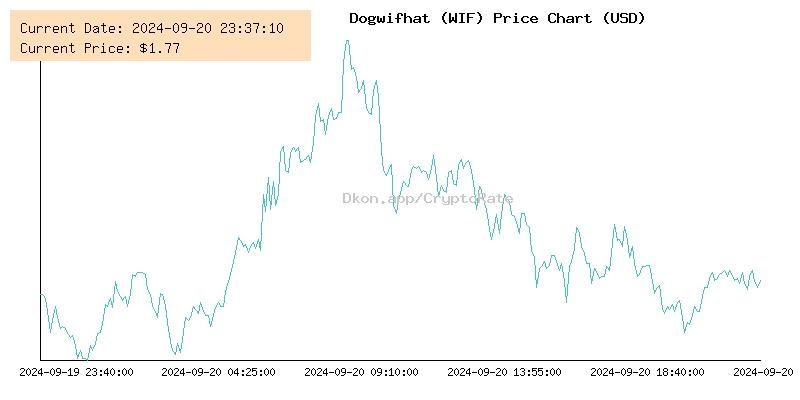 Dogwifhat (WIF) Price Chart (USD)
Current Date: 2024-09-20 23:37:10
Current Price: $1.77
Dkon.app/CryptoRate
2024-09-19 23:40:00 2024-09-20 04:25:00 2024-09-20 09:10:00 2024-09-20 13:55:00 2024-09-20 18:40:00 2024-09-20